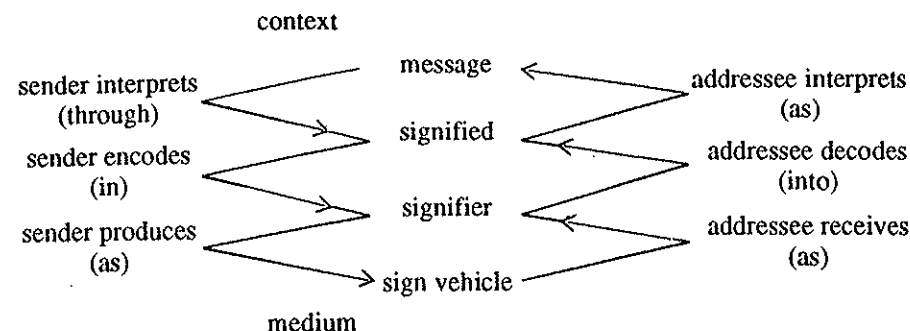 context
message
sender interprets
(through)
addressee interprets
(as)
signified
sender encodes
(in)
addressee decodes
(into)
signifier
sender produces
(as)
addressee receives
(as)
sign vehicle
medium